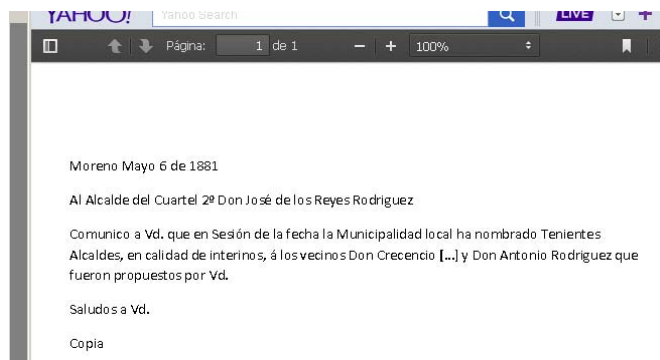 YAHOO! Yahoo Search LIVE
Página: 1 de 1 − + 100%
Moreno Mayo 6 de 1881
Al Alcalde del Cuartel 2º Don José de los Reyes Rodriguez
Comunico a Vd. que en Sesión de la fecha la Municipalidad local ha nombrado Tenientes
Alcaldes, en calidad de interinos, á los vecinos Don Crecencio [...] y Don Antonio Rodriguez que
fueron propuestos por Vd.
Saludos a Vd.
Copia